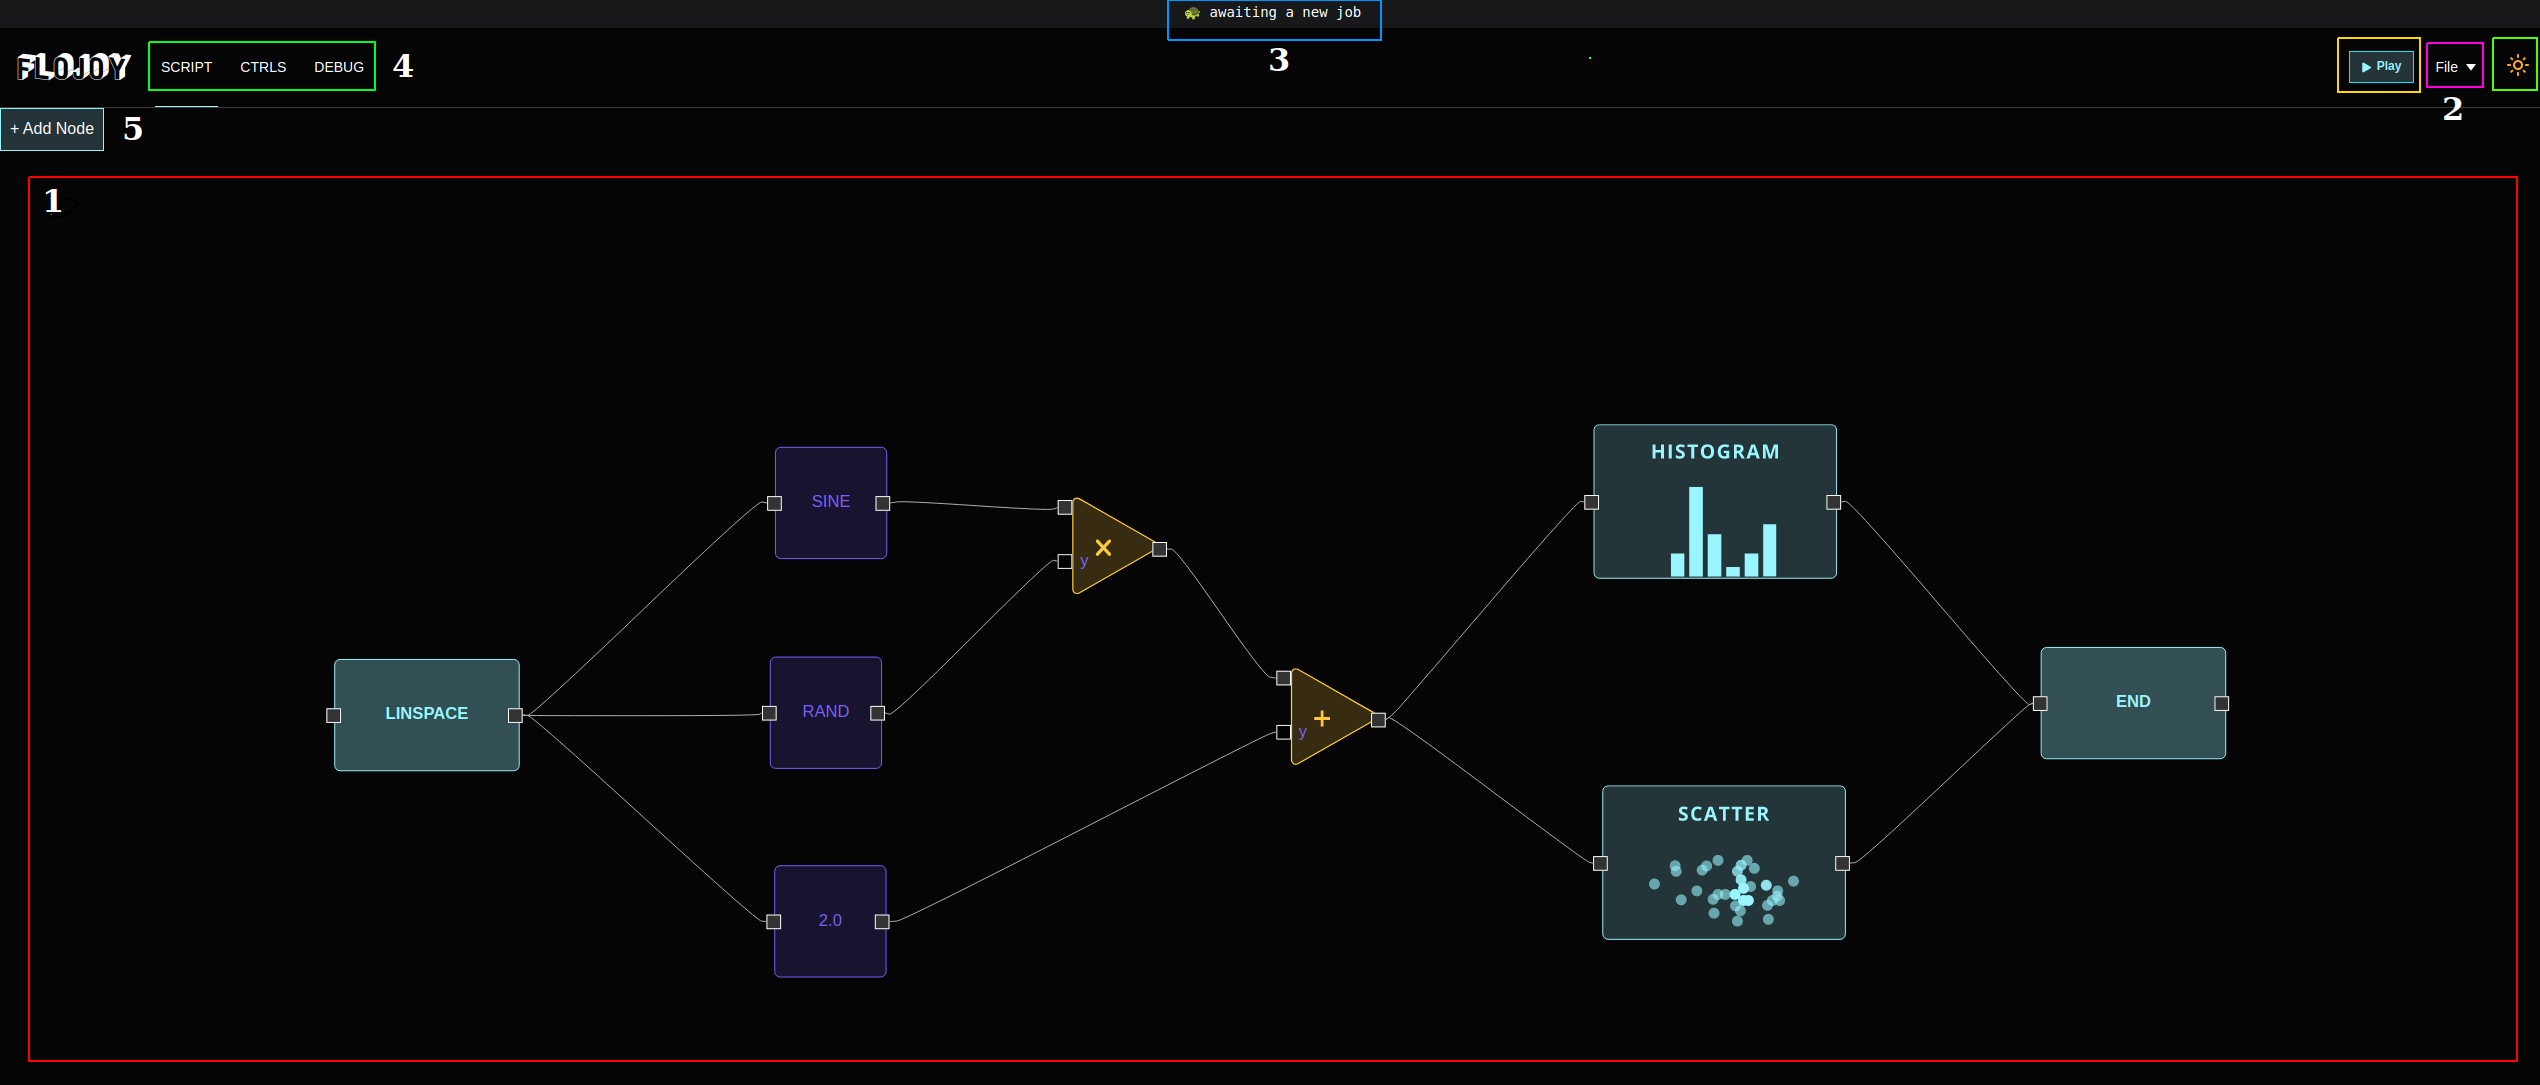 🐢 awaiting a new job
FLOJOY
SCRIPT CTRLS DEBUG 4
3
Play
File
2
+ Add Node 5
1
HISTOGRAM
SINE
×
y
LINSPACE
RAND
+
y
END
SCATTER
2.0